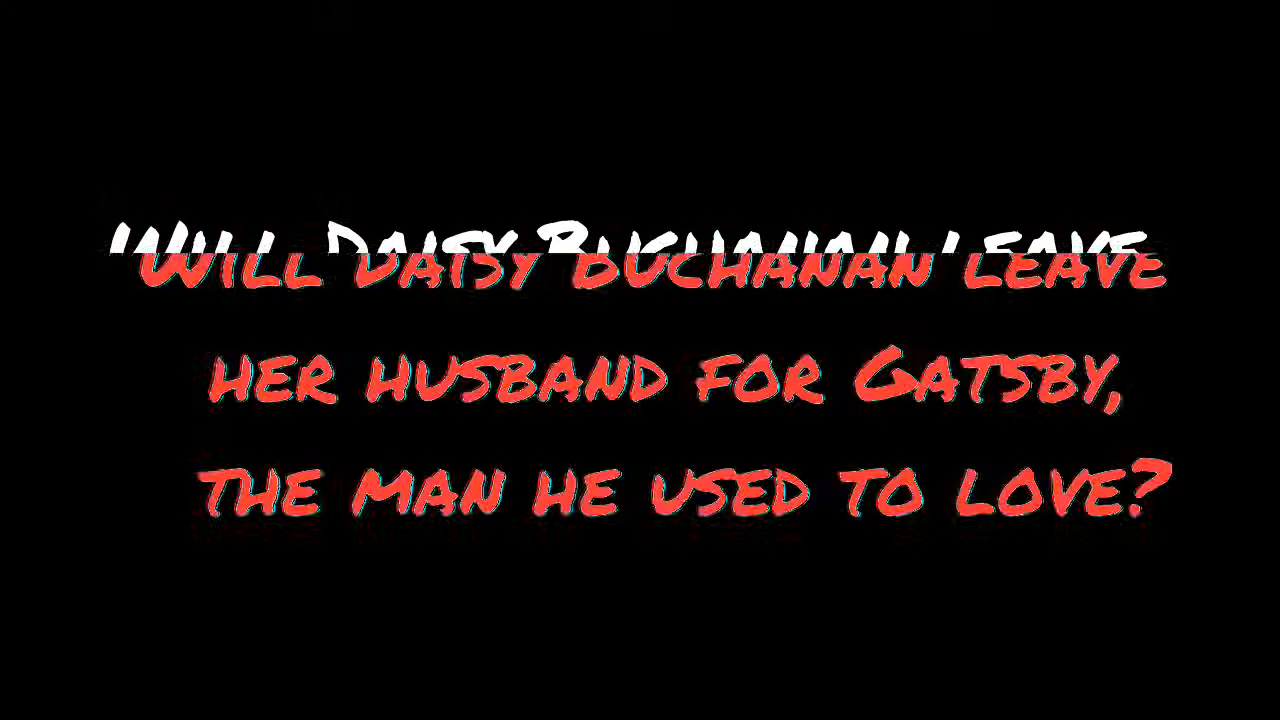 Will Daisy Buchanan leave
her husband for Gatsby,
the man he used to love?